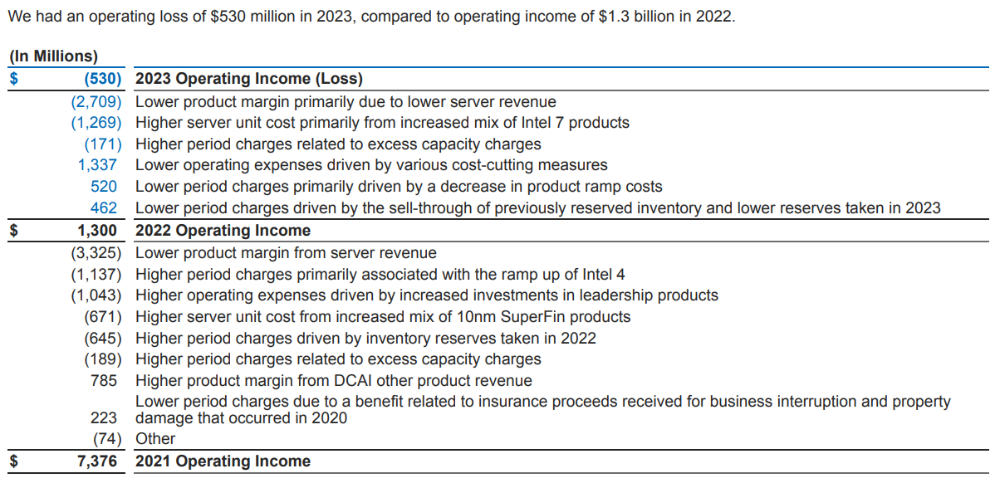 We had an operating loss of $530 million in 2023, compared to operating income of $1.3 billion in 2022.
(In Millions)
$ (530) 2023 Operating Income (Loss)
(2,709) Lower product margin primarily due to lower server revenue
(1,269) Higher server unit cost primarily from increased mix of Intel 7 products
(171) Higher period charges related to excess capacity charges
1,337 Lower operating expenses driven by various cost-cutting measures
520 Lower period charges primarily driven by a decrease in product ramp costs
462 Lower period charges driven by the sell-through of previously reserved inventory and lower reserves taken in 2023
$ 1,300 2022 Operating Income
(3,325) Lower product margin from server revenue
(1,137) Higher period charges primarily associated with the ramp up of Intel 4
(1,043) Higher operating expenses driven by increased investments in leadership products
(671) Higher server unit cost from increased mix of 10nm SuperFin products
(645) Higher period charges driven by inventory reserves taken in 2022
(189) Higher period charges related to excess capacity charges
785 Higher product margin from DCAI other product revenue
Lower period charges due to a benefit related to insurance proceeds received for business interruption and property
223 damage that occurred in 2020
(74) Other
$ 7,376 2021 Operating Income